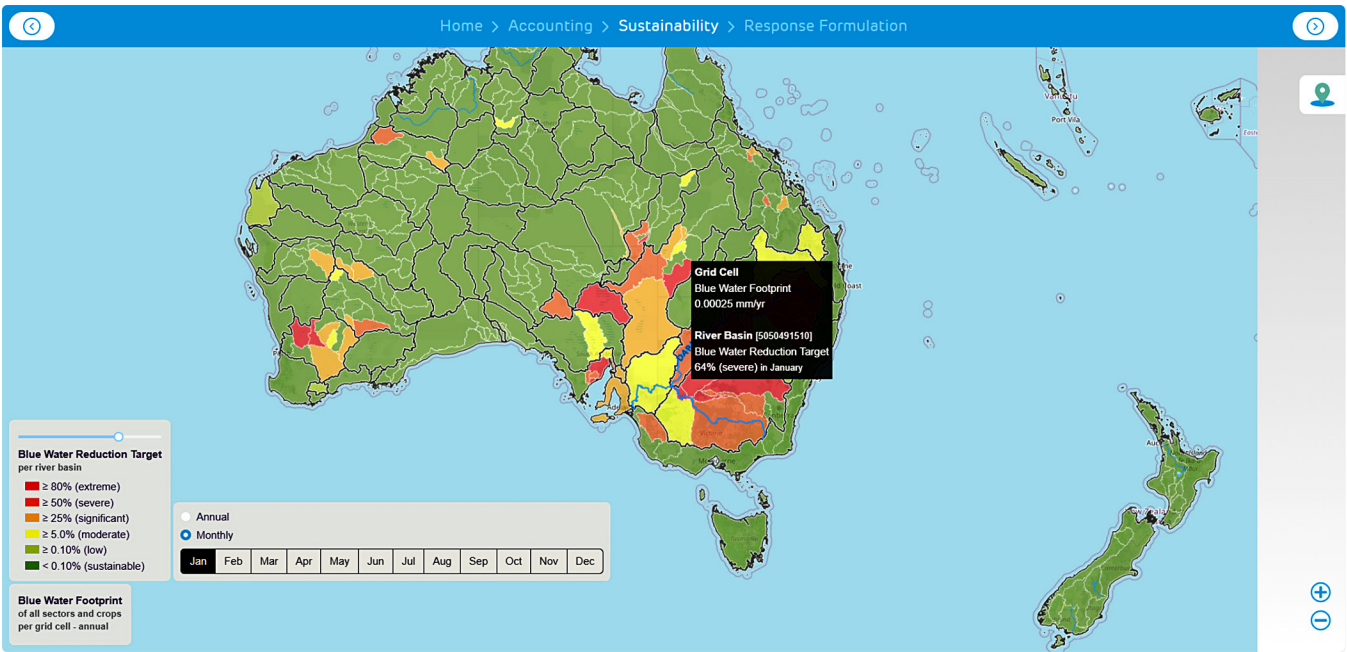 Home > Accounting > Sustainability > Response Formulation
Vanuatu
Port Vila
Grid Cell
Blue Water Footprint
0.00025 mm/yr
River Basin [5050491510]
Blue Water Reduction Target
64% (severe) in January
Blue Water Reduction Target
per river basin
≥ 80% (extreme)
≥ 50% (severe)
≥ 25% (significant)
≥ 5.0% (moderate)
≥ 0.10% (low)
< 0.10% (sustainable)
Annual
Monthly
Jan Feb Mar Apr May Jun Jul Aug Sep Oct Nov Dec
Blue Water Footprint
of all sectors and crops
per grid cell - annual